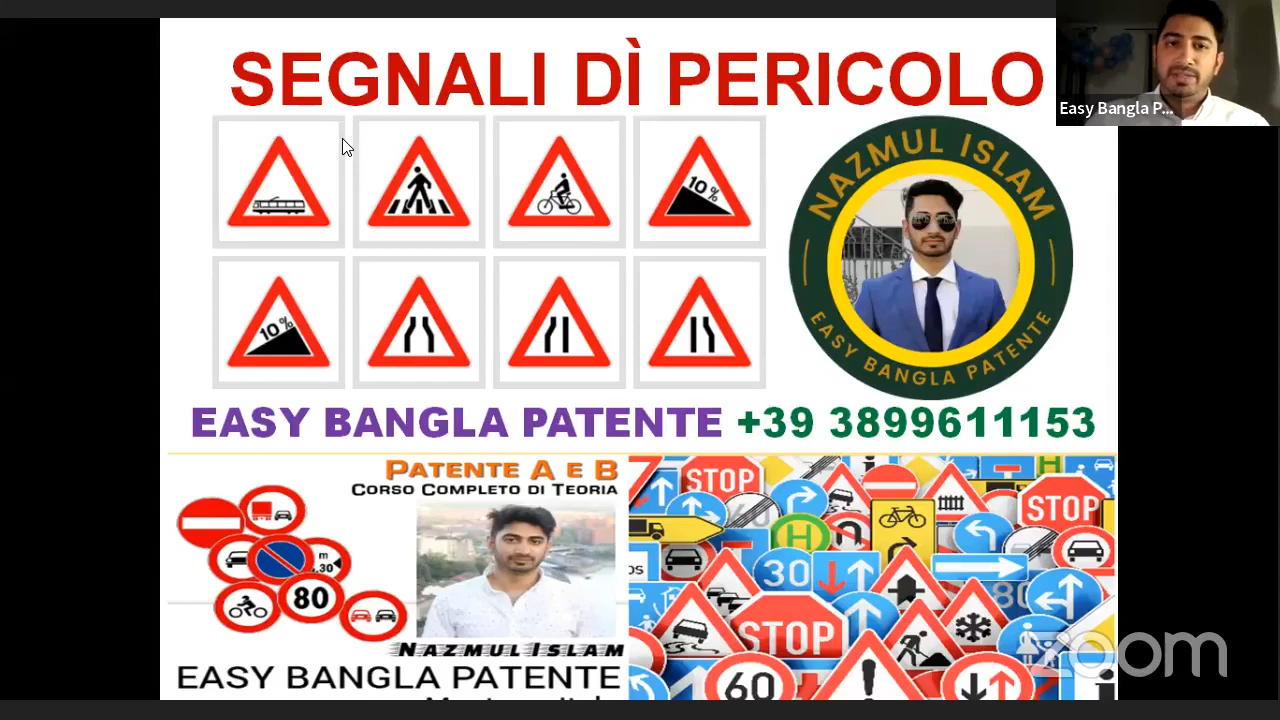 SEGNALI DÌ PERICOLO
Easy Bangla P...
10%
10%
NAZMUL ISLAM
EASY BANGLA PATENTE
EASY BANGLA PATENTE +39 3899611153
PATENTE A E B
CORSO COMPLETO DI TEORIA
m
80
NAZMUL ISLAM
EASY BANGLA PATENTE
STOP
H
STOP
H
30
80
STOP
60
zoom